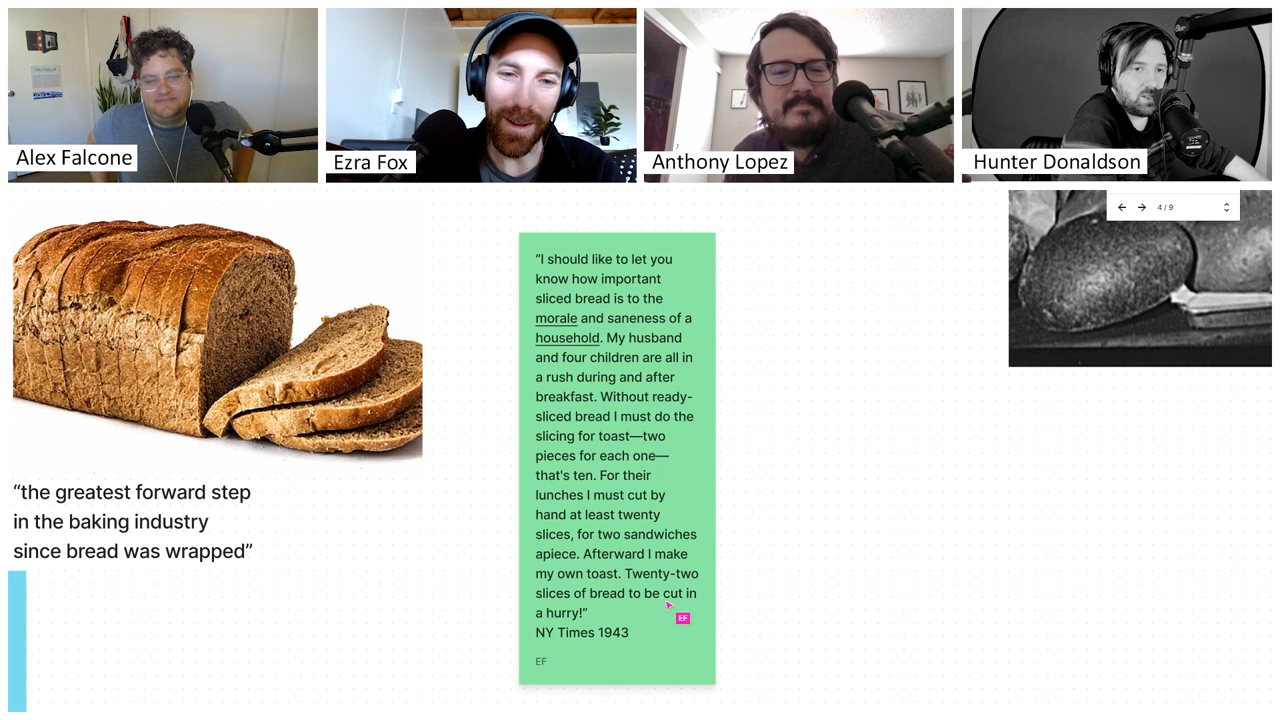 Alex Falcone
Ezra Fox
Anthony Lopez
Hunter Donaldson
4 / 9
“the greatest forward step
in the baking industry
since bread was wrapped”
“I should like to let you
know how important
sliced bread is to the
morale and saneness of a
household. My husband
and four children are all in
a rush during and after
breakfast. Without ready-
sliced bread I must do the
slicing for toast—two
pieces for each one—
that's ten. For their
lunches I must cut by
hand at least twenty
slices, for two sandwiches
apiece. Afterward I make
my own toast. Twenty-two
slices of bread to be cut in
a hurry!”
NY Times 1943
EF
EF